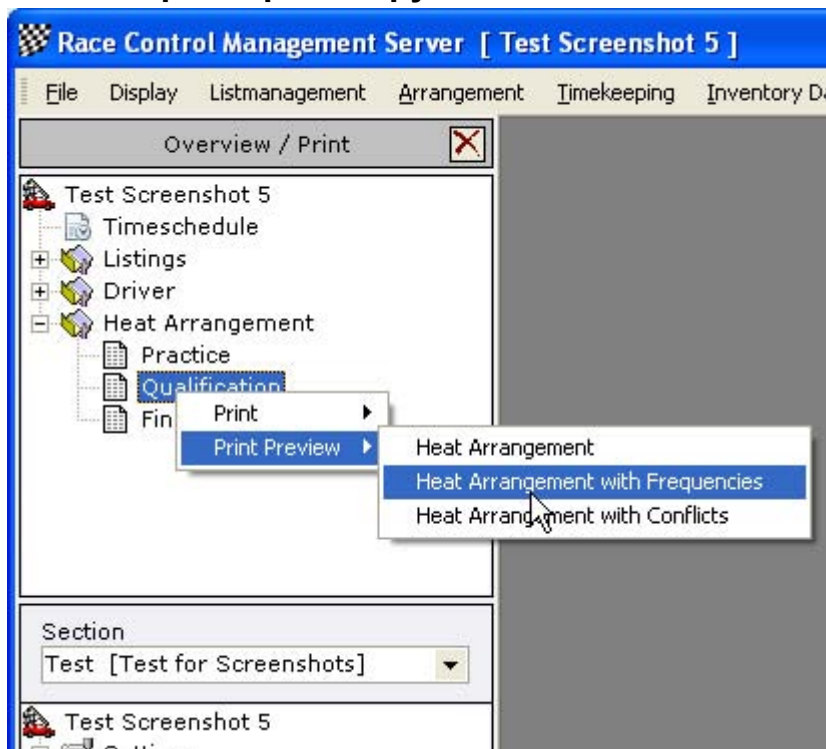 Race Control Management Server [ Test Screenshot 5 ]
File Display Listmanagement Arrangement Timekeeping Inventory
Overview / Print
Test Screenshot 5
Timeschedule
Listings
Driver
Heat Arrangement
Practice
Qualification
Fin
Print
Print Preview
Heat Arrangement
Heat Arrangement with Frequencies
Heat Arrangement with Conflicts
Section
Test [Test for Screenshots]
Test Screenshot 5